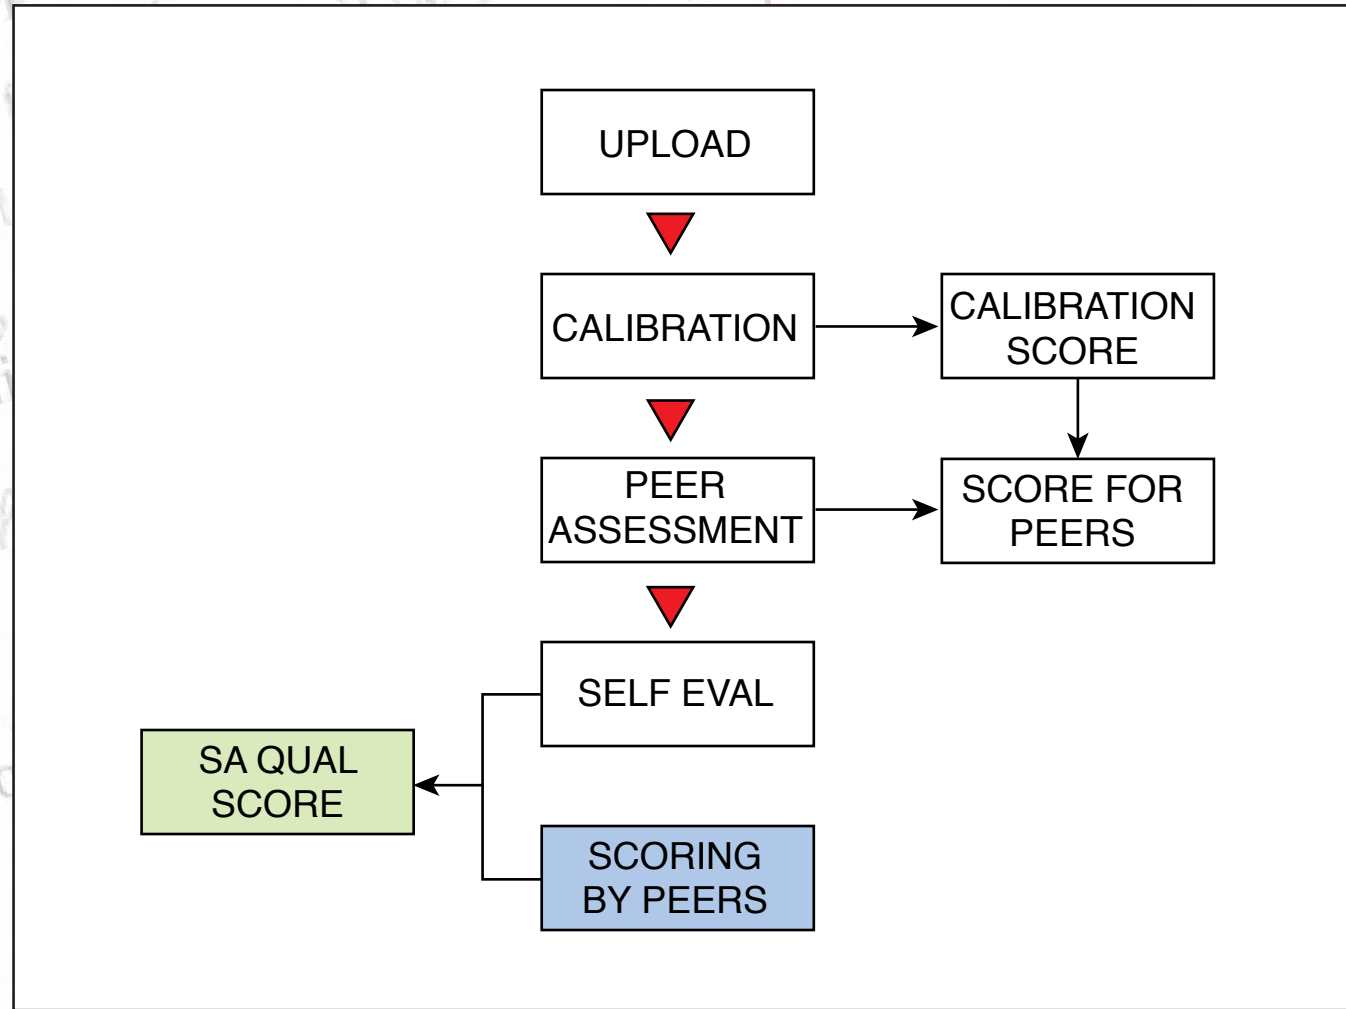 UPLOAD
CALIBRATION
CALIBRATION
SCORE
PEER
ASSESSMENT
SCORE FOR
PEERS
SELF EVAL
SA QUAL
SCORE
SCORING
BY PEERS